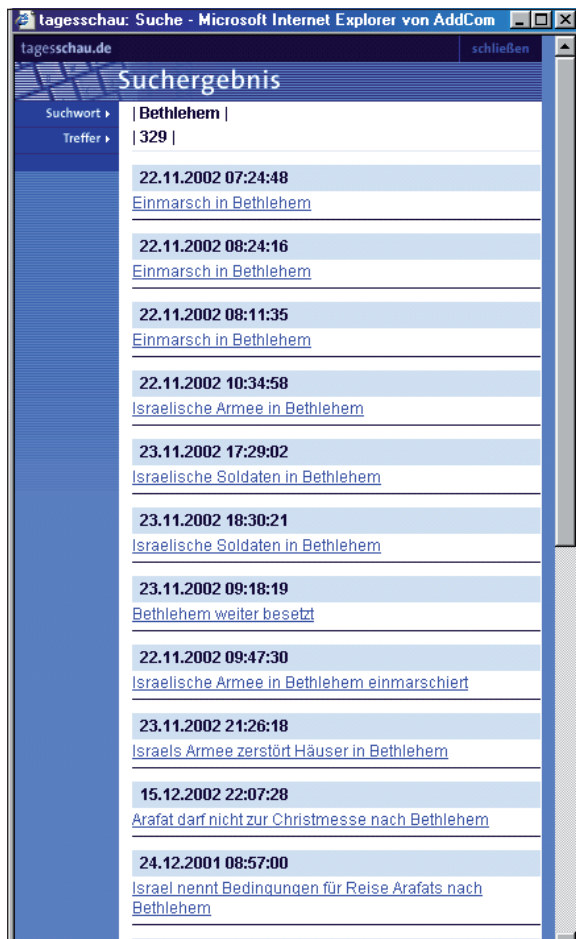 tagesschau: Suche - Microsoft Internet Explorer von AddCom
tagesschau.de schließen
Suchergebnis
Suchwort | Bethlehem |
Treffer | 329 |
22.11.2002 07:24:48
Einmarsch in Bethlehem
22.11.2002 08:24:16
Einmarsch in Bethlehem
22.11.2002 08:11:35
Einmarsch in Bethlehem
22.11.2002 10:34:58
Israelische Armee in Bethlehem
23.11.2002 17:29:02
Israelische Soldaten in Bethlehem
23.11.2002 18:30:21
Israelische Soldaten in Bethlehem
23.11.2002 09:18:19
Bethlehem weiter besetzt
22.11.2002 09:47:30
Israelische Armee in Bethlehem einmarschiert
23.11.2002 21:26:18
Israels Armee zerstört Häuser in Bethlehem
15.12.2002 22:07:28
Arafat darf nicht zur Christmesse nach Bethlehem
24.12.2001 08:57:00
Israel nennt Bedingungen für Reise Arafats nach
Bethlehem